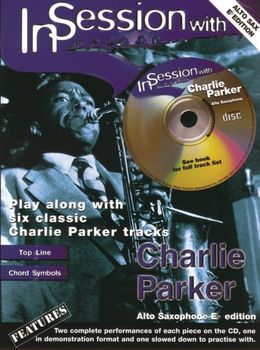 InSession with
ALTO SAX
E♭ EDITION
InSession with
Charlie Parker
Alto Saxophone
disc
See book
for full track list
Play along with
six classic
Charlie Parker tracks
Top Line
Chord Symbols
Charlie
Parker
Alto Saxophone E♭ edition
FEATURES
Two complete performances of each piece on the CD, one
in demonstration format and one slowed down to practise with.